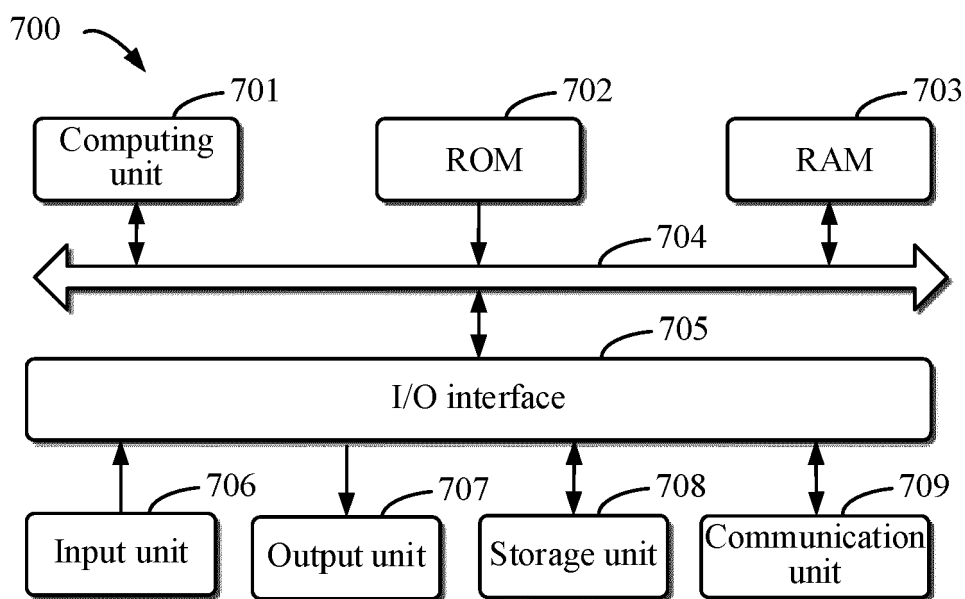 700
701
702
703
Computing
unit
ROM
RAM
704
705
I/O interface
706
707
708
709
Input unit
Output unit
Storage unit
Communication
unit